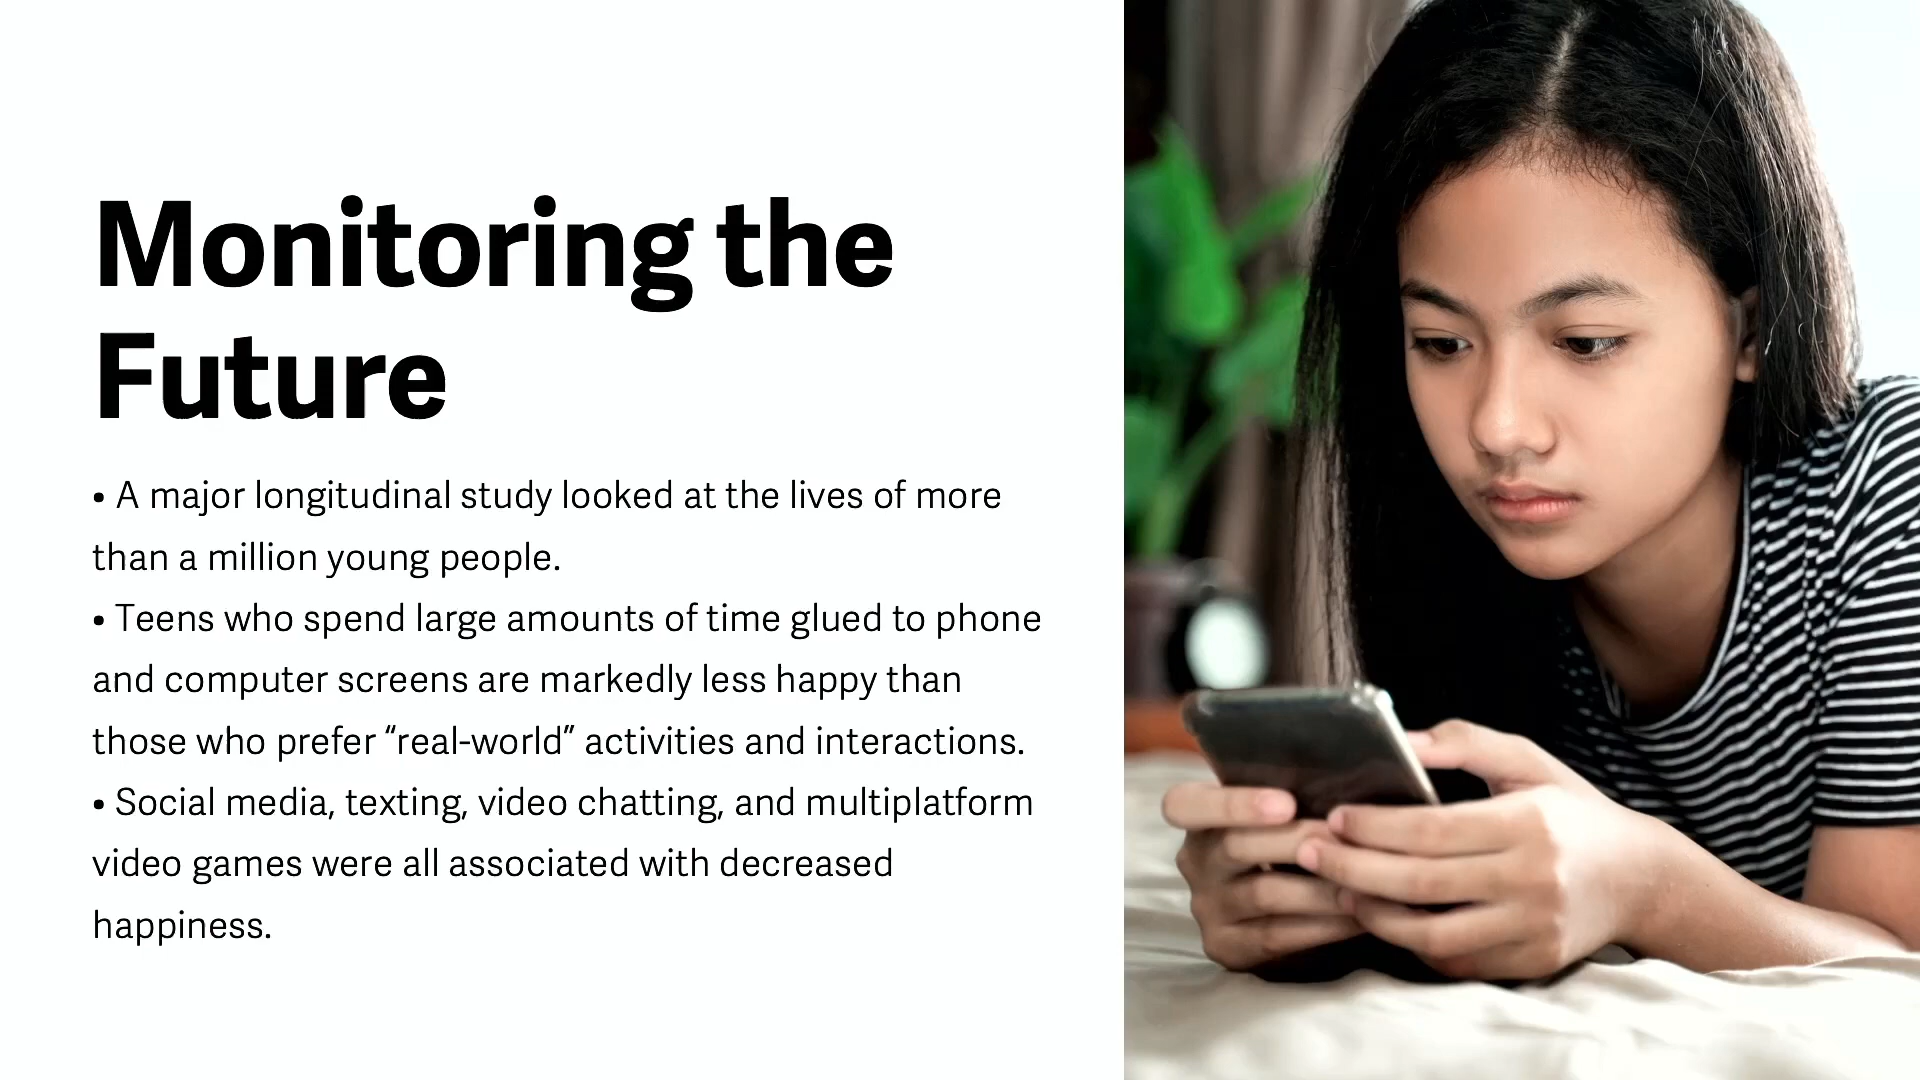 Monitoring the
Future
• A major longitudinal study looked at the lives of more
than a million young people.
• Teens who spend large amounts of time glued to phone
and computer screens are markedly less happy than
those who prefer “real-world” activities and interactions.
• Social media, texting, video chatting, and multiplatform
video games were all associated with decreased
happiness.